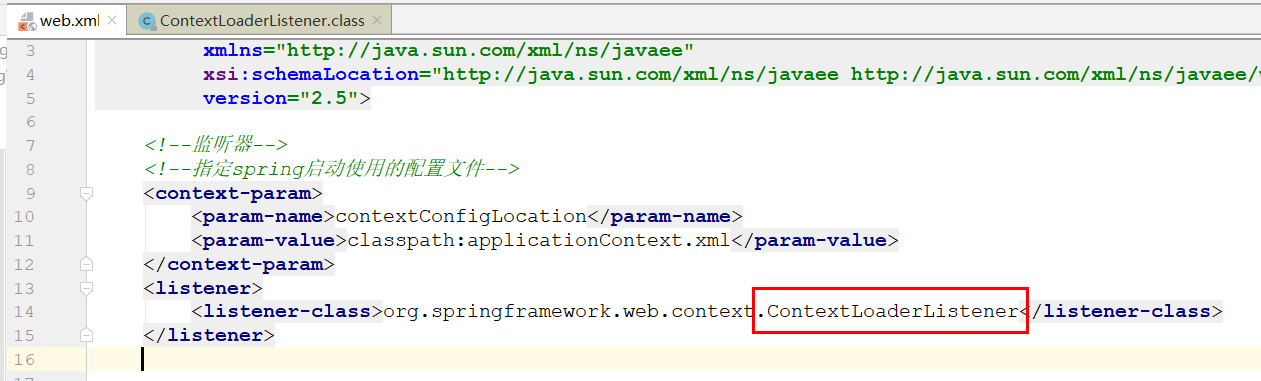 web.xml ContextLoaderListener.class
3 xmlns="http://java.sun.com/xml/ns/javaee"
4 xsi:schemaLocation="http://java.sun.com/xml/ns/javaee http://java.sun.com/xml/ns/javaee/
5 version="2.5">
6
7 <!--监听器-->
8 <!--指定spring启动使用的配置文件-->
9 <context-param>
10 <param-name>contextConfigLocation</param-name>
11 <param-value>classpath:applicationContext.xml</param-value>
12 </context-param>
13 <listener>
14 <listener-class>org.springframework.web.context.ContextLoaderListener</listener-class>
15 </listener>
16